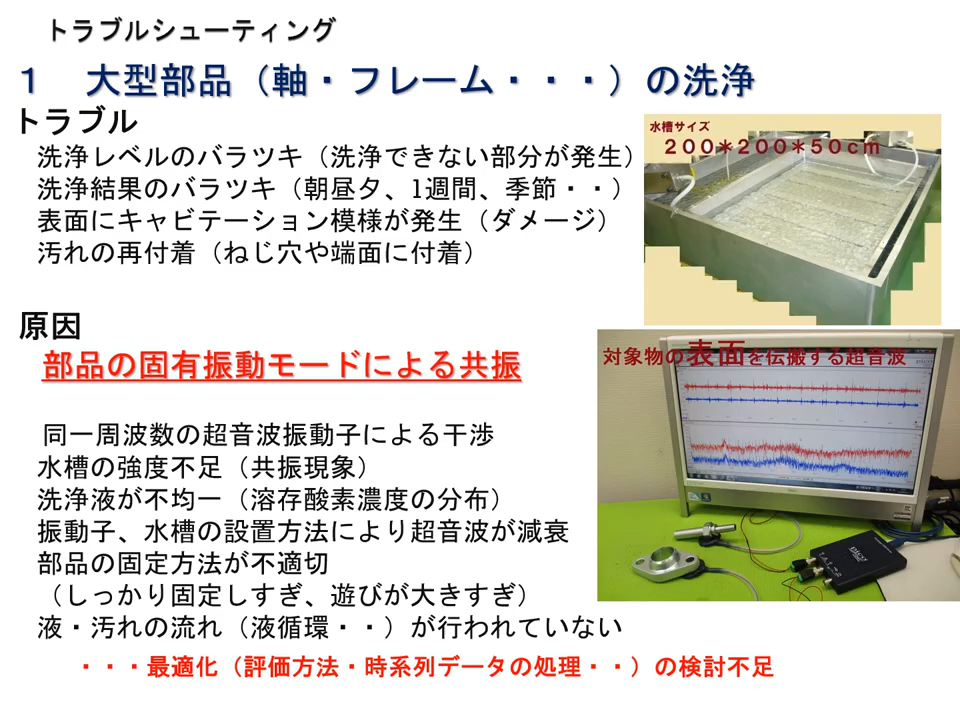 トラブルシューティング
１　大型部品（軸・フレーム・・・）の洗浄
トラブル
洗浄レベルのバラツキ（洗浄できない部分が発生）
洗浄結果のバラツキ（朝昼夕、1週間、季節・・）
表面にキャビテーション模様が発生（ダメージ）
汚れの再付着（ねじ穴や端面に付着）
水槽サイズ
２００＊２００＊５０ｃｍ
原因
部品の固有振動モードによる共振
対象物の表面を伝搬する超音波
同一周波数の超音波振動子による干渉
水槽の強度不足（共振現象）
洗浄液が不均一（溶存酸素濃度の分布）
振動子、水槽の設置方法により超音波が減衰
部品の固定方法が不適切
（しっかり固定しすぎ、遊びが大きすぎ）
液・汚れの流れ（液循環・・）が行われていない
・・・最適化（評価方法・時系列データの処理・・）の検討不足